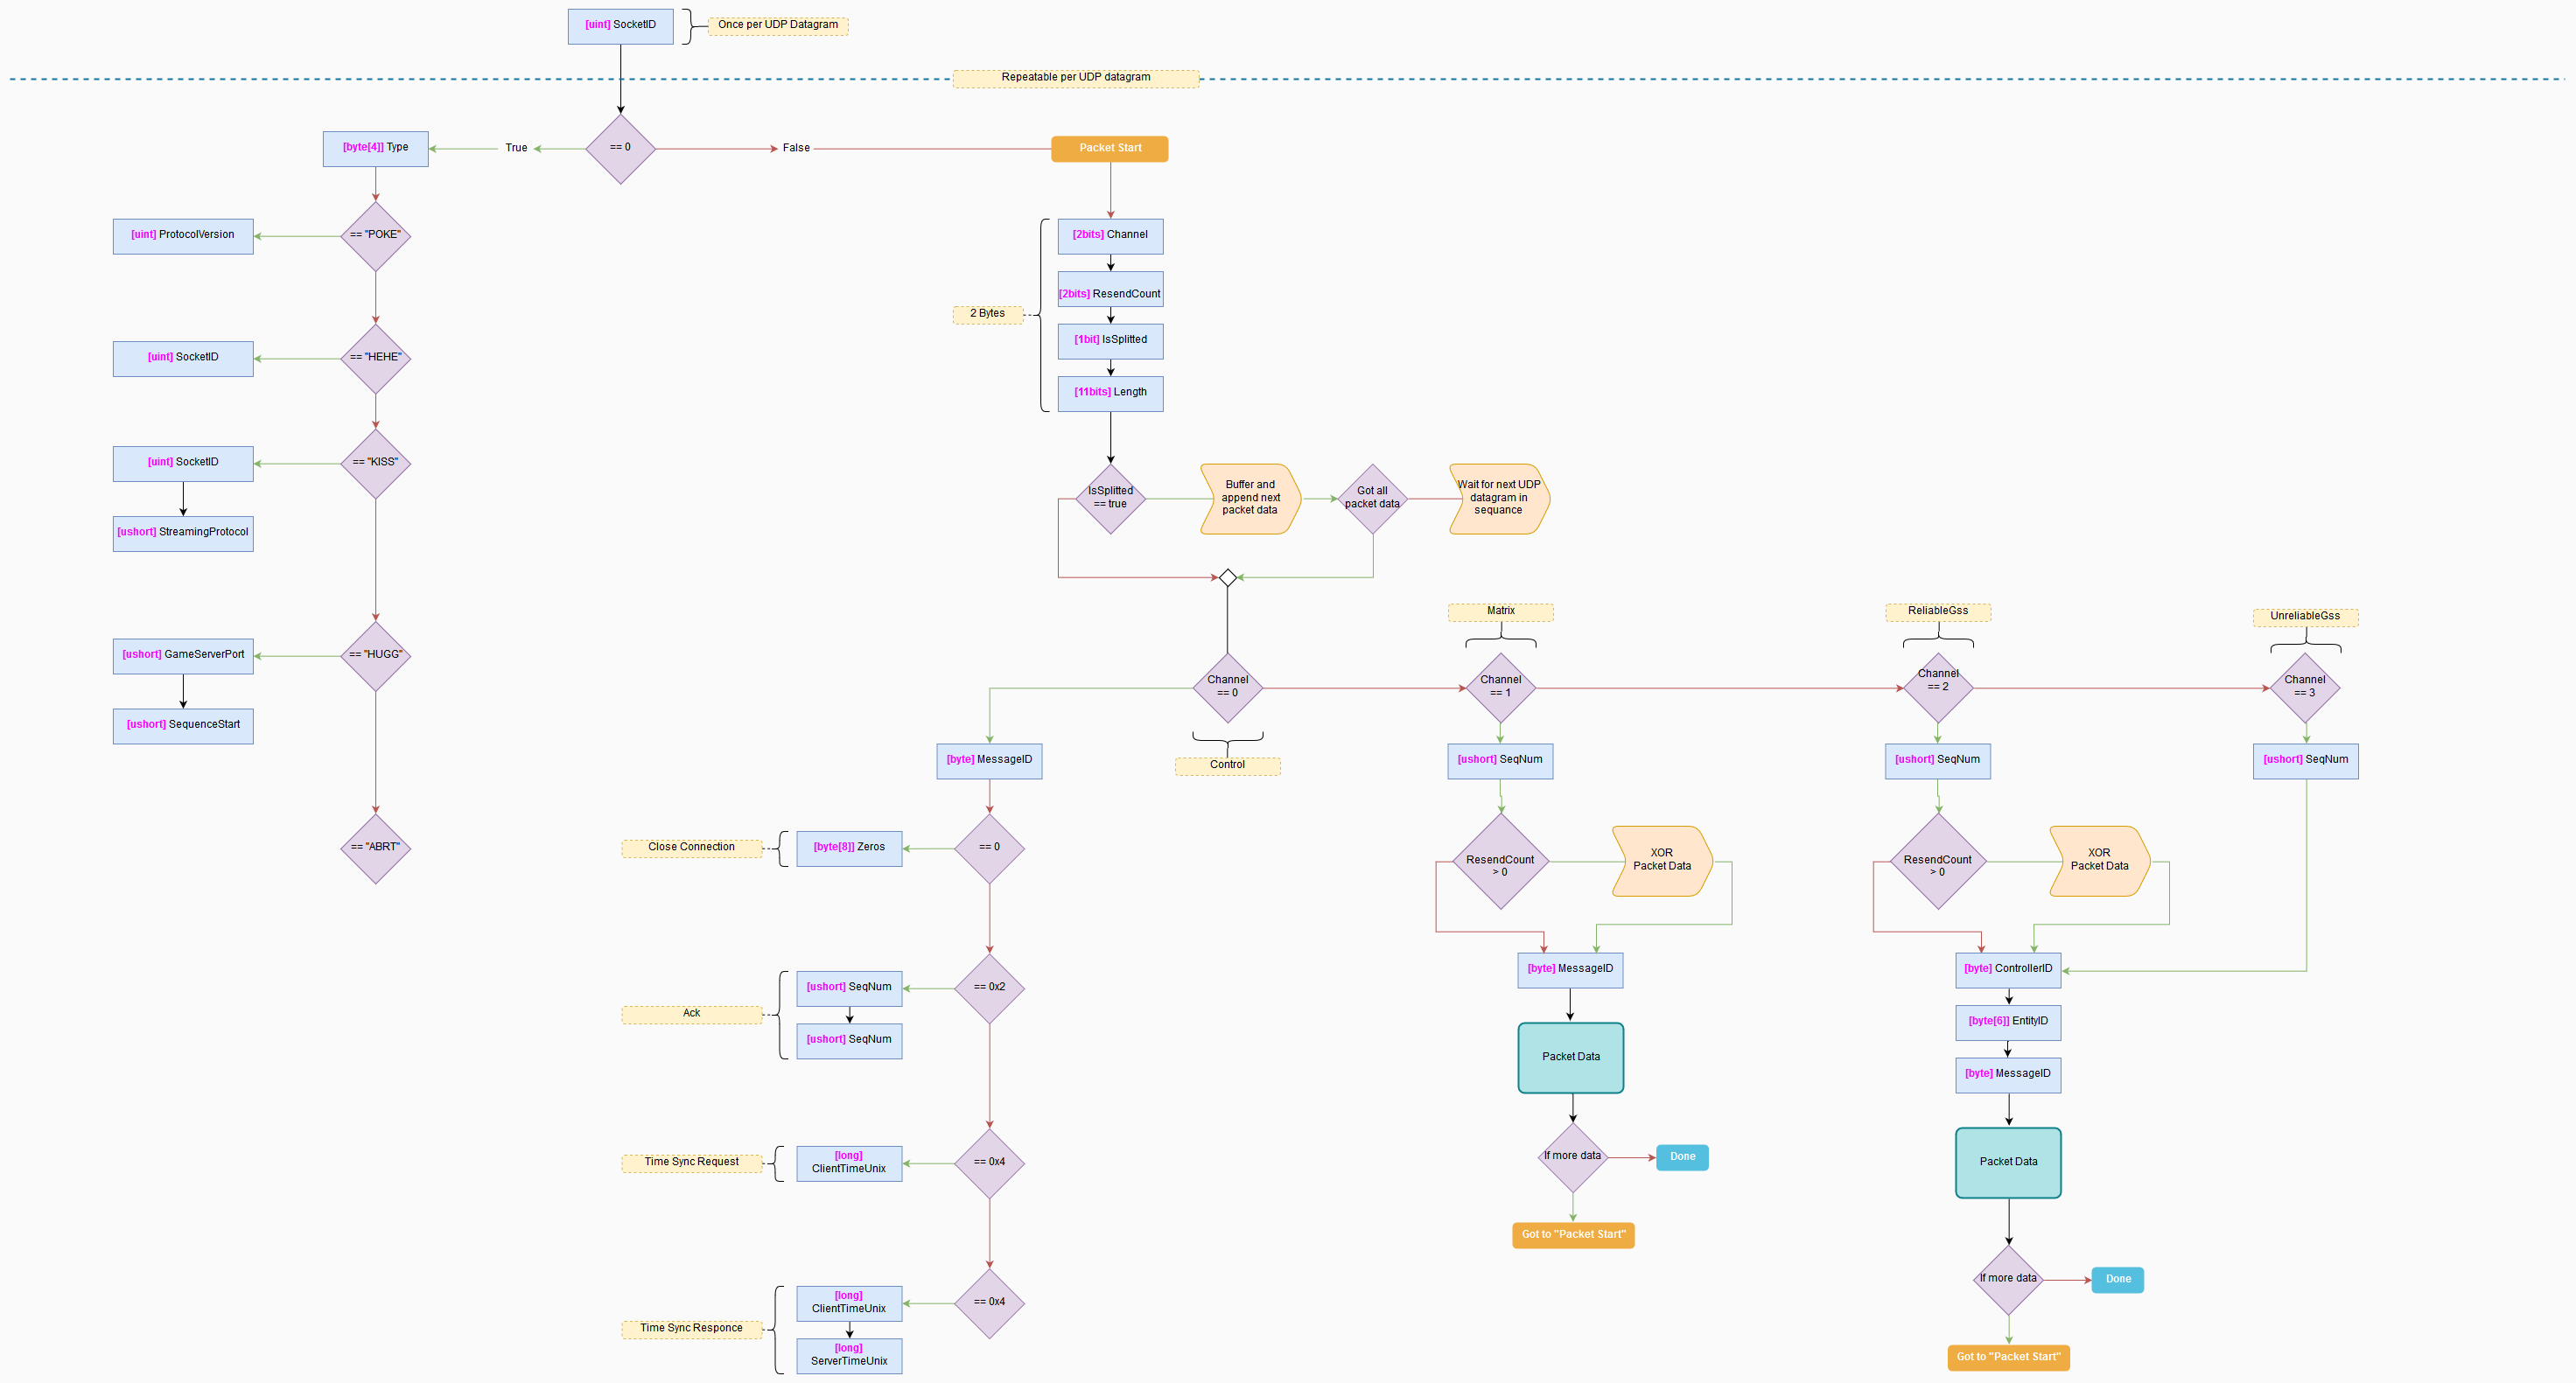 [uint] SocketID
Once per UDP Datagram
Repeatable per UDP datagram
[byte[4]] Type
True
== 0
False
Packet Start
[uint] ProtocolVersion
== "POKE"
[2bits] Channel
[2bits] ResendCount
2 Bytes
[1bit] IsSplitted
[11bits] Length
[uint] SocketID
== "HEHE"
[uint] SocketID
== "KISS"
[ushort] StreamingProtocol
IsSplitted
== true
Buffer and
append next
packet data
Got all
packet data
Wait for next UDP
datagram in
sequance
[ushort] GameServerPort
== "HUGG"
[ushort] SequenceStart
== "ABRT"
Matrix
ReliableGss
UnreliableGss
Channel
== 0
Channel
== 1
Channel
== 2
Channel
== 3
Control
[byte] MessageID
[ushort] SeqNum
[ushort] SeqNum
[ushort] SeqNum
Close Connection
[byte[8]] Zeros
== 0
ResendCount
> 0
XOR
Packet Data
ResendCount
> 0
XOR
Packet Data
Ack
[ushort] SeqNum
[ushort] SeqNum
== 0x2
[byte] MessageID
Packet Data
If more data
Done
Got to "Packet Start"
[byte] ControllerID
[byte[6]] EntityID
[byte] MessageID
Packet Data
If more data
Done
Got to "Packet Start"
Time Sync Request
[long]
ClientTimeUnix
== 0x4
Time Sync Responce
[long]
ClientTimeUnix
== 0x4
[long]
ServerTimeUnix